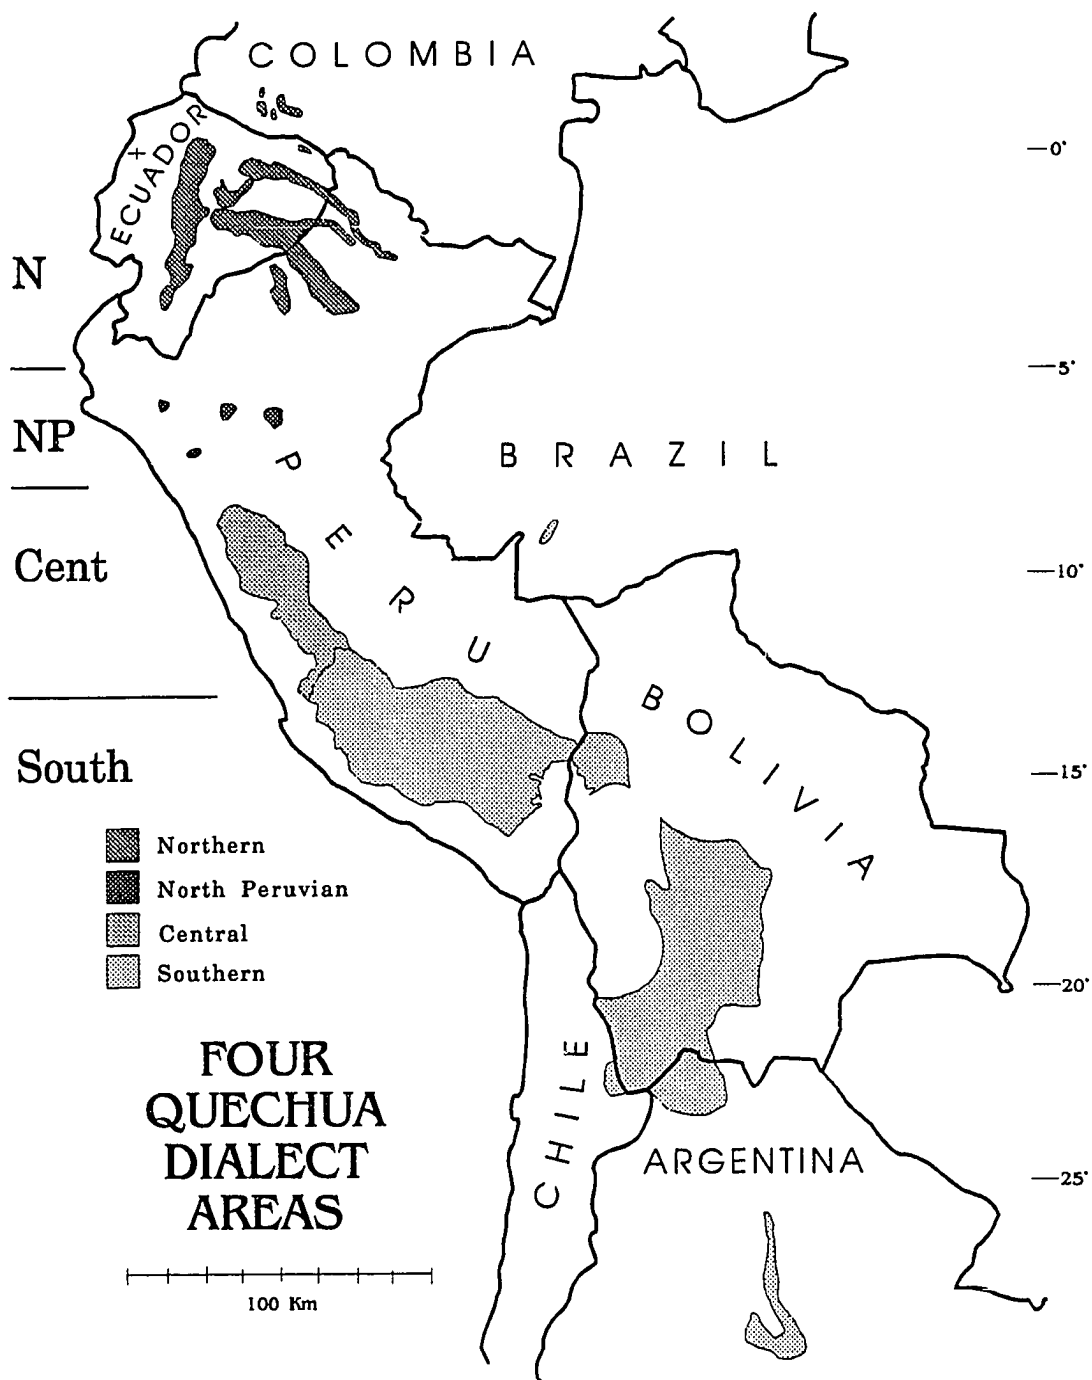 COLOMBIA
ECUADOR
0°
N
5°
NP
BRAZIL
PERU
Cent
10°
BOLIVIA
South
15°
Northern
North Peruvian
Central
Southern
20°
FOUR
QUECHUA
DIALECT
AREAS
CHILE
ARGENTINA
25°
100 Km